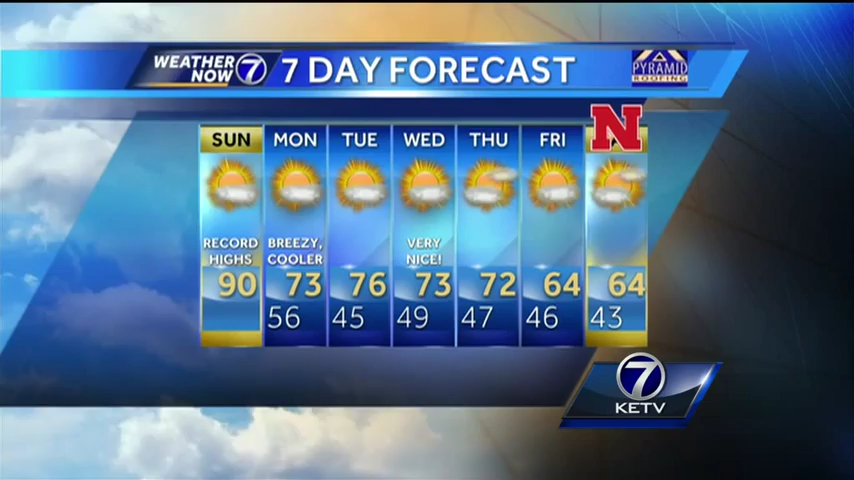 WEATHER
NOW 7
7 DAY FORECAST
PYRAMID
ROOFING
SUN MON TUE WED THU FRI N
RECORD HIGHS
BREEZY, COOLER
VERY NICE!
90 73 76 73 72 64 64
56 45 49 47 46 43
7
KETV